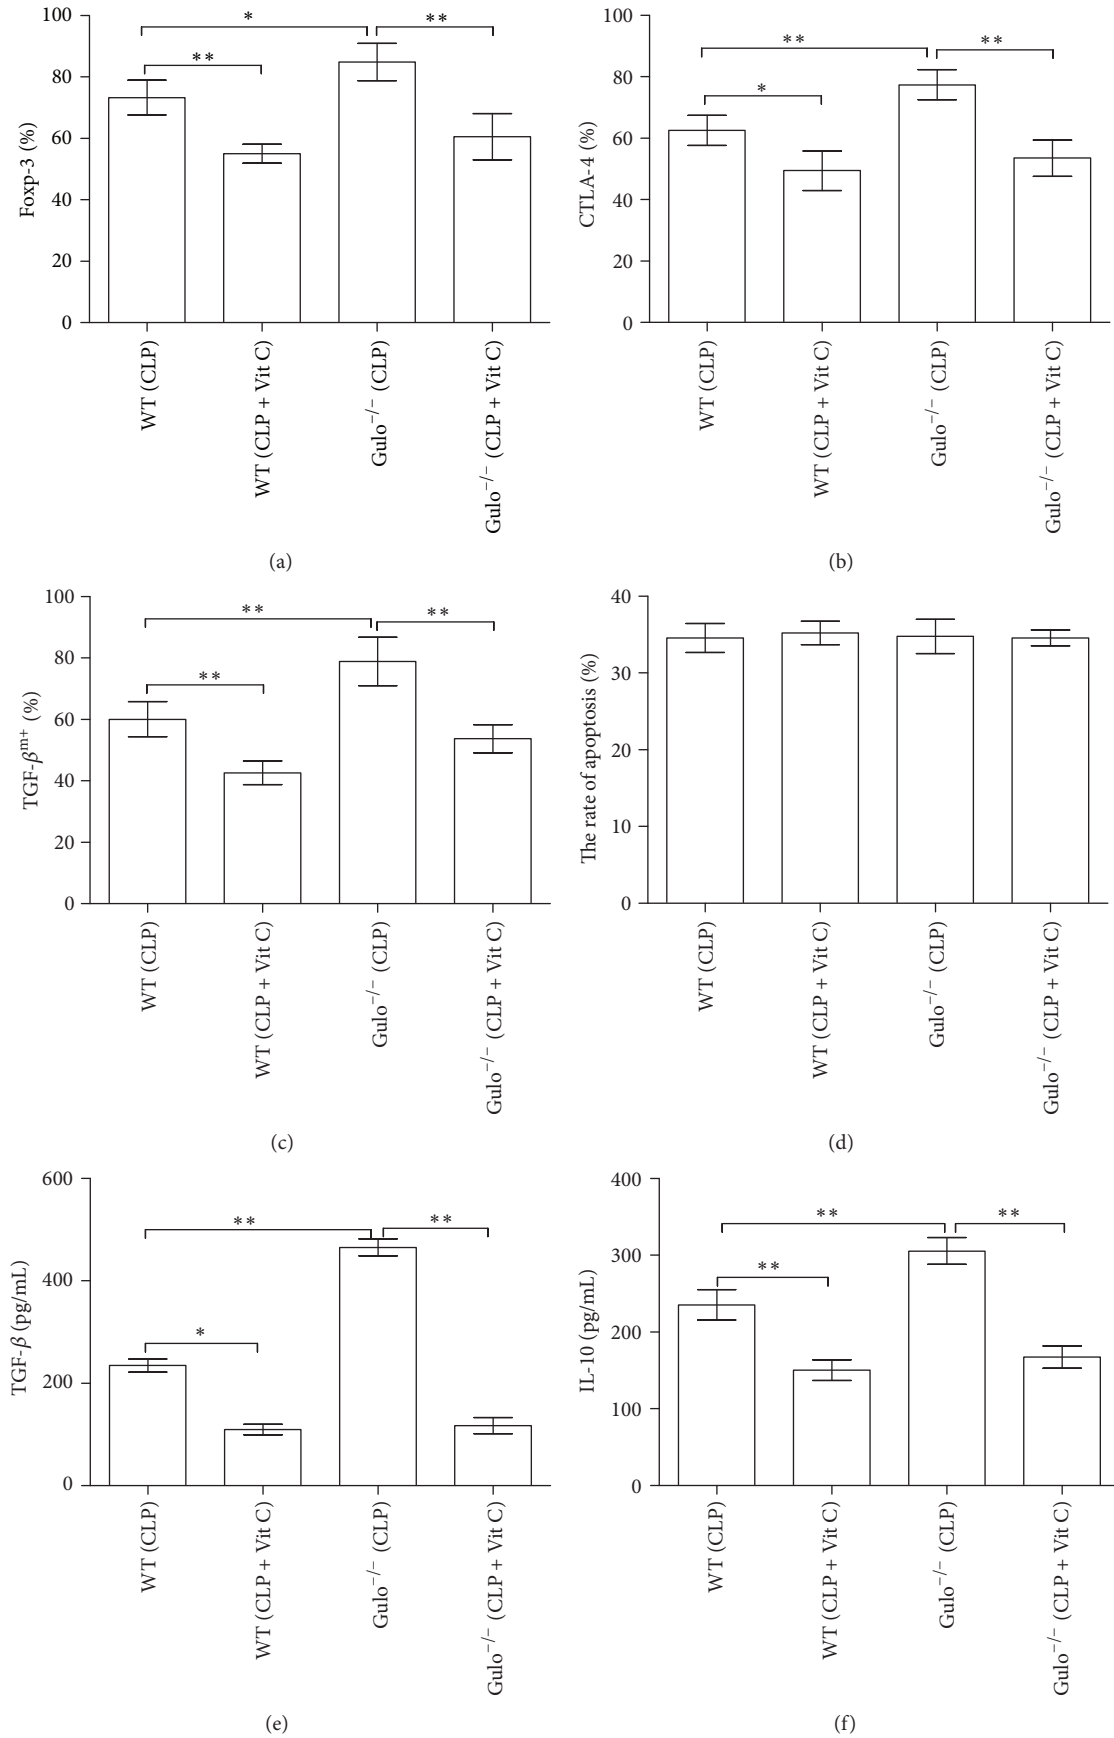 100
80
60
40
20
0
Foxp-3 (%)
*
**
**
WT (CLP)
WT (CLP + Vit C)
Gulo−/− (CLP)
Gulo−/− (CLP + Vit C)
(a)
100
80
60
40
20
0
CTLA-4 (%)
**
**
*
WT (CLP)
WT (CLP + Vit C)
Gulo−/− (CLP)
Gulo−/− (CLP + Vit C)
(b)
100
80
60
40
20
0
TGF-βm+ (%)
**
**
**
WT (CLP)
WT (CLP + Vit C)
Gulo−/− (CLP)
Gulo−/− (CLP + Vit C)
(c)
40
30
20
10
0
The rate of apoptosis (%)
WT (CLP)
WT (CLP + Vit C)
Gulo−/− (CLP)
Gulo−/− (CLP + Vit C)
(d)
600
400
200
0
TGF-β (pg/mL)
**
**
*
WT (CLP)
WT (CLP + Vit C)
Gulo−/− (CLP)
Gulo−/− (CLP + Vit C)
(e)
400
300
200
100
0
IL-10 (pg/mL)
**
**
**
WT (CLP)
WT (CLP + Vit C)
Gulo−/− (CLP)
Gulo−/− (CLP + Vit C)
(f)